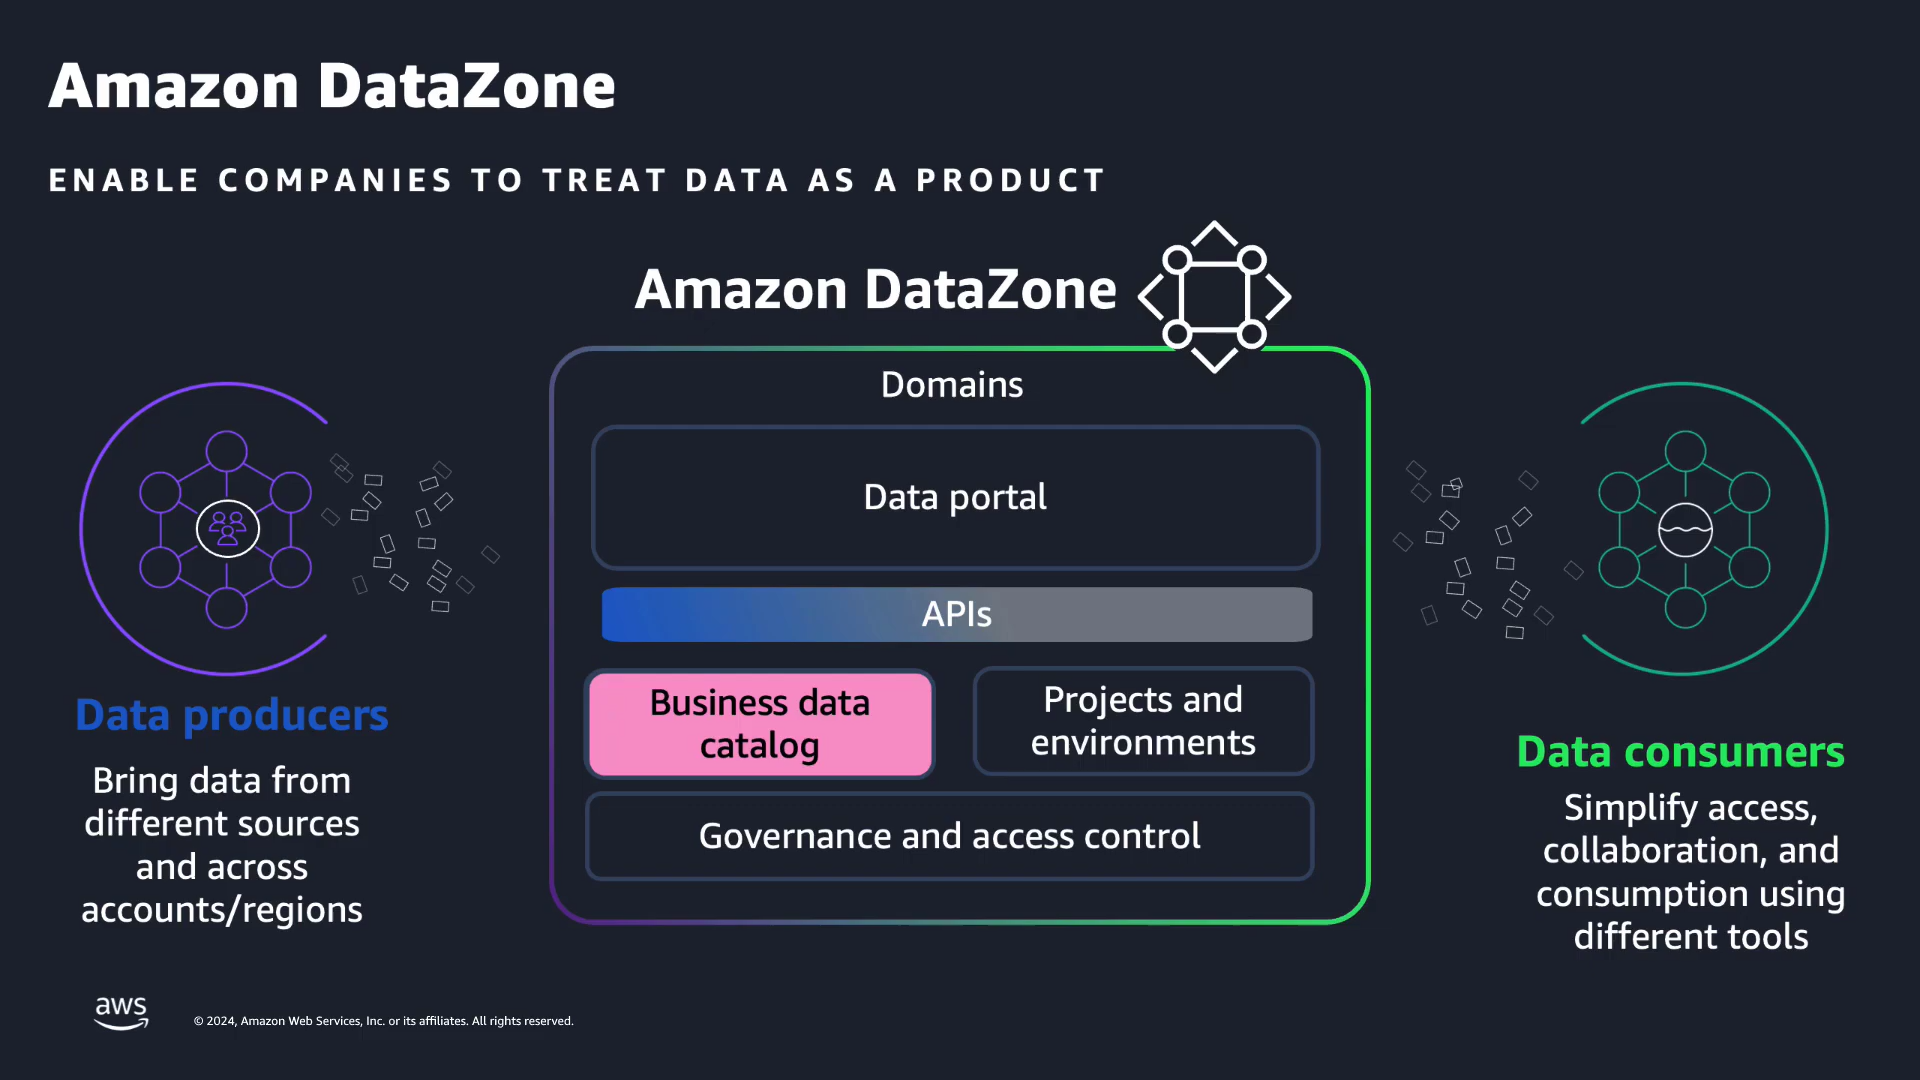 Amazon DataZone
ENABLE COMPANIES TO TREAT DATA AS A PRODUCT
Amazon DataZone
Domains
Data portal
APIs
Business data
catalog
Projects and
environments
Governance and access control
Data producers
Bring data from
different sources
and across
accounts/regions
Data consumers
Simplify access,
collaboration, and
consumption using
different tools
aws
© 2024, Amazon Web Services, Inc. or its affiliates. All rights reserved.